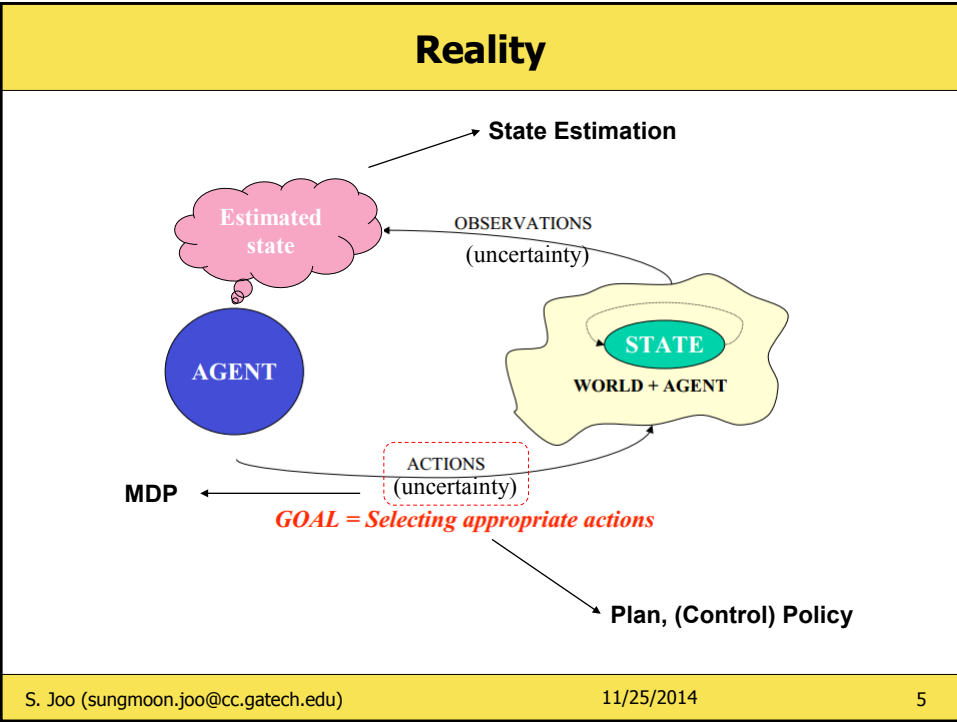 Reality
State Estimation
Estimated
state
OBSERVATIONS
(uncertainty)
AGENT
STATE
WORLD + AGENT
ACTIONS
(uncertainty)
MDP
GOAL = Selecting appropriate actions
Plan, (Control) Policy
S. Joo (sungmoon.joo@cc.gatech.edu) 11/25/2014 5